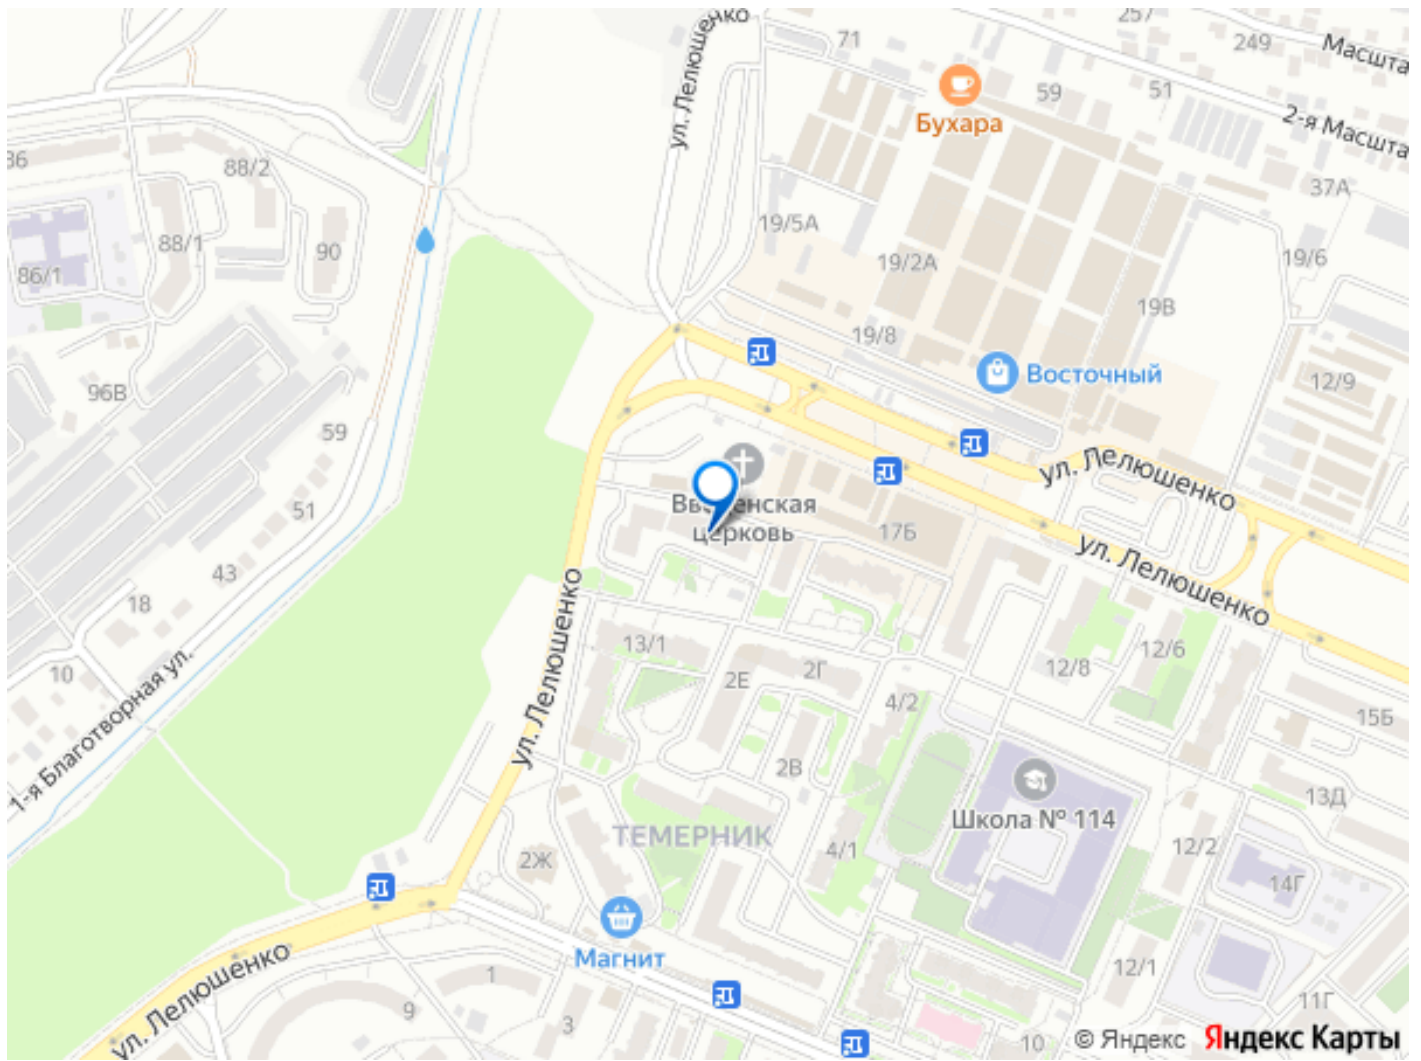 ул. Лелюшенко
71
257
249
Масшта
Бухара
59
51
2-я Масшта
86
88/2
37А
88/1
90
19/5А
19/6
86/1
19/2А
19В
19/8
96В
Восточный
12/9
59
ул. Лелюшенко
51
Введенская
церковь
17Б
ул. Лелюшенко
43
18
ул. Лелюшенко
13/1
12/6
10
2Е
2Г
12/8
4/2
15Б
1-я Благотворная ул.
2В
13Д
Школа № 114
ТЕМЕРНИК
12/2
4/1
2Ж
14Г
Магнит
ул. Лелюшенко
1
12/1
9
11Г
3
10
© Яндекс Яндекс Карты